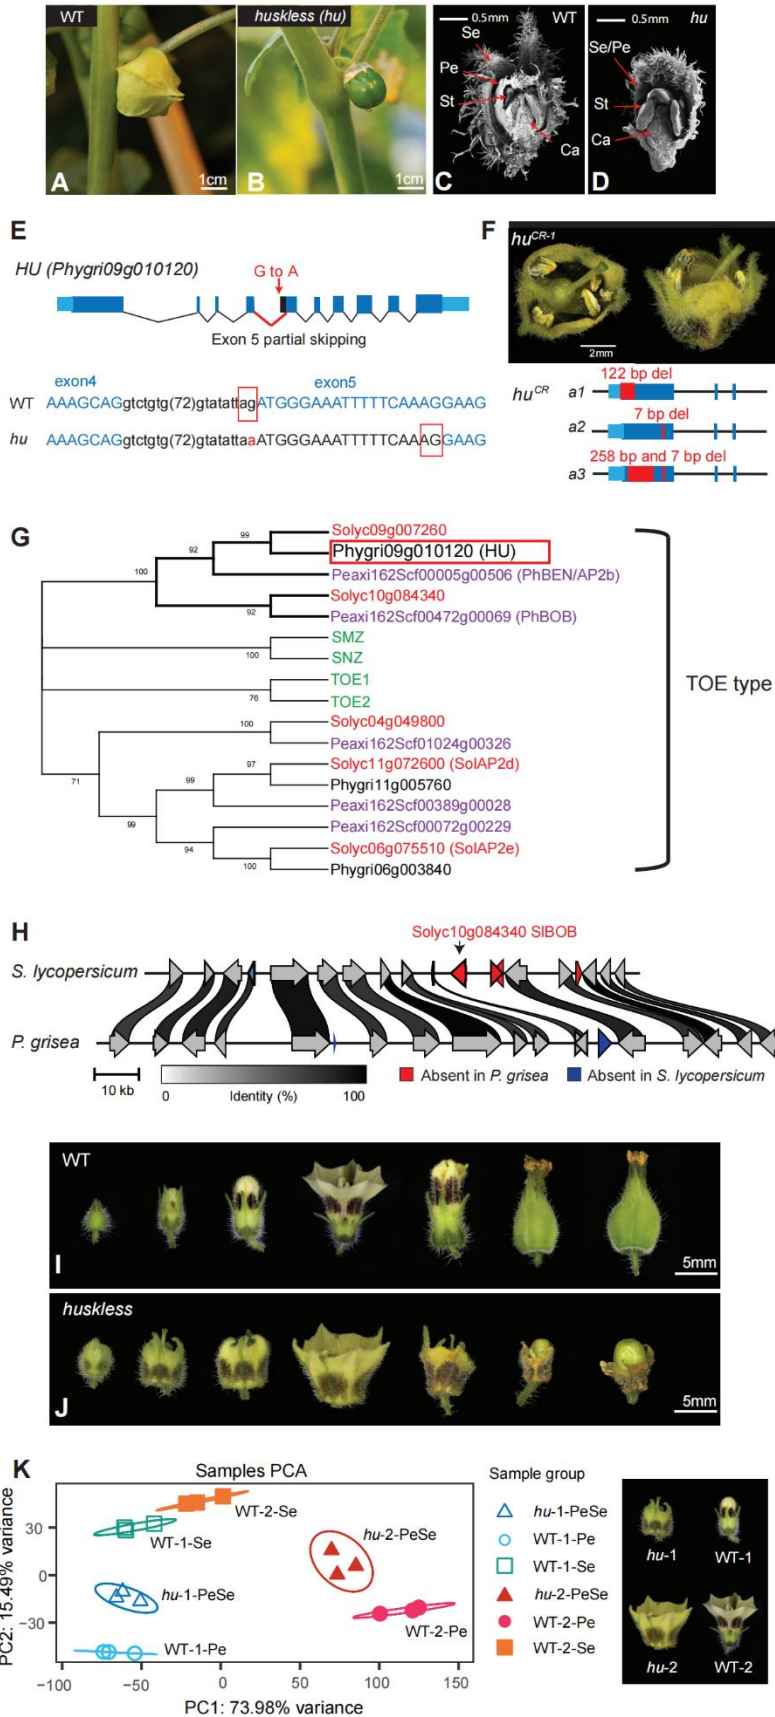 WT
huskless (hu)
0.5mm
WT
0.5mm
hu
Se
Pe
St
Ca
Se/Pe
St
Ca
A
1cm
B
1cm
C
D
E
HU (Phygri09g010120)
G to A
Exon 5 partial skipping
exon4
exon5
WT
AAAGCAGgtctgtg(72)gtatattagATGGGAAATTTTTCAAAGGAAG
hu
AAAGCAGgtctgtg(72)gtatattaaATGGGAAATTTTTCAAAGGAAG
F
hu^CR-1
2mm
122 bp del
hu^CR
a1
7 bp del
a2
258 bp and 7 bp del
a3
G
99
Solyc09g007260
92
Phygri09g010120 (HU)
100
Peaxi162Scf00005g00506 (PhBEN/AP2b)
Solyc10g084340
92
Peaxi162Scf00472g00069 (PhBOB)
SMZ
100
SNZ
TOE1
76
TOE2
TOE type
100
Solyc04g049800
Peaxi162Scf01024g00326
71
97
Solyc11g072600 (SolAP2d)
99
Phygri11g005760
Peaxi162Scf00389g00028
99
Peaxi162Scf00072g00229
94
Solyc06g075510 (SolAP2e)
100
Phygri06g003840
H
Solyc10g084340 SlBOB
S. lycopersicum
P. grisea
10 kb
0
Identity (%)
100
Absent in P. grisea
Absent in S. lycopersicum
WT
I
5mm
huskless
J
5mm
K
Samples PCA
PC2: 15.49% variance
30
0
−30
WT-2-Se
WT-1-Se
hu-2-PeSe
hu-1-PeSe
WT-2-Pe
WT-1-Pe
−100
−50
0
50
100
150
PC1: 73.98% variance
Sample group
hu-1-PeSe
WT-1-Pe
WT-1-Se
hu-2-PeSe
WT-2-Pe
WT-2-Se
hu-1
WT-1
hu-2
WT-2